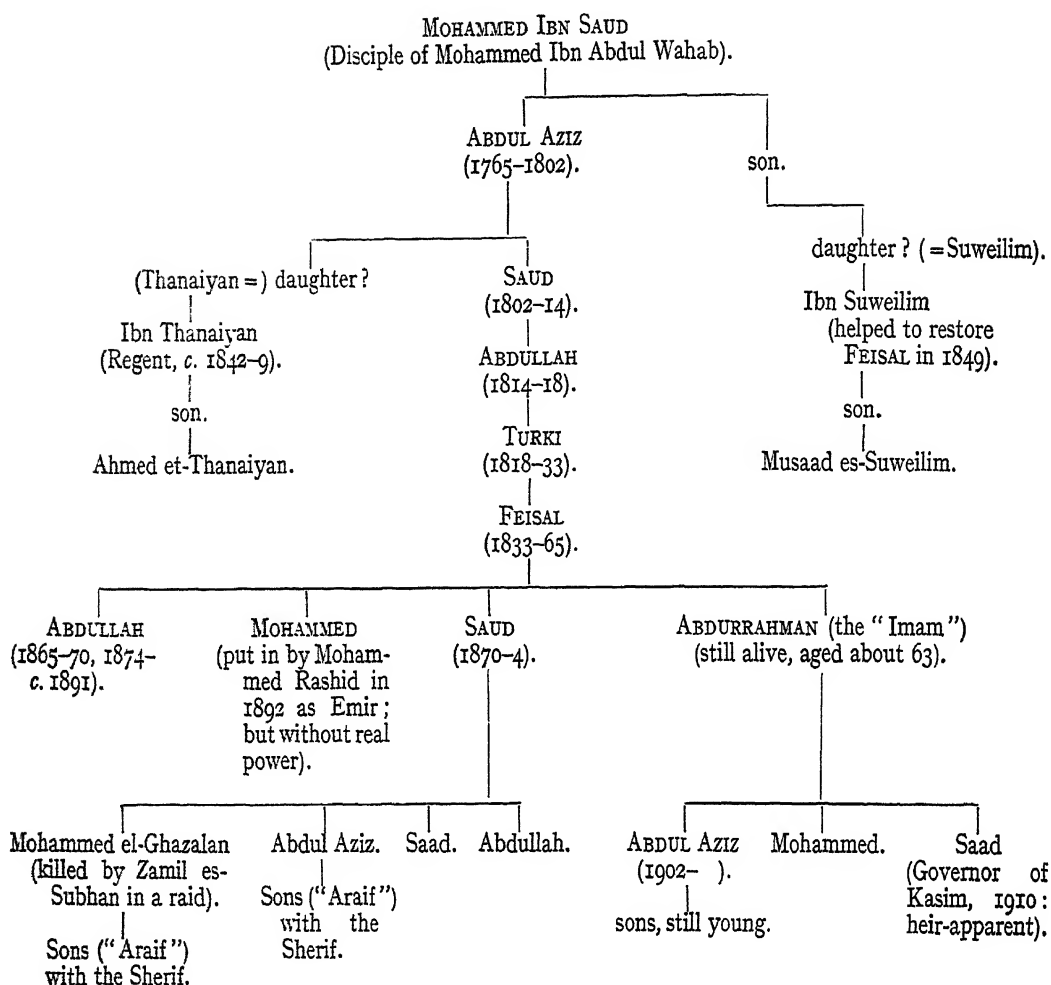 MOHAMMED IBN SAUD
(Disciple of Mohammed Ibn Abdul Wahab).
ABDUL AZIZ
(1765–1802).
son.
(Thanaiyan =) daughter?
SAUD
(1802–14).
daughter? (=Suweilim).
Ibn Thanaiyan
(Regent, c. 1842–9).
ABDULLAH
(1814–18).
Ibn Suweilim
(helped to restore
FEISAL in 1849).
son.
son.
Ahmed et-Thanaiyan.
TURKI
(1818–33).
Musaad es-Suweilim.
FEISAL
(1833–65).
ABDULLAH
(1865–70, 1874–
c. 1891).
MOHAMMED
(put in by Moham-
med Rashid in
1892 as Emir;
but without real
power).
SAUD
(1870–4).
ABDURRAHMAN (the "Imam")
(still alive, aged about 63).
Mohammed el-Ghazalan
(killed by Zamil es-
Subhan in a raid).
Sons ("Araif")
with the Sherif.
Abdul Aziz.
Sons ("Araif")
with the
Sherif.
Saad.
Abdullah.
ABDUL AZIZ
(1902– ).
sons, still young.
Mohammed.
Saad
(Governor of
Kasim, 1910:
heir-apparent).